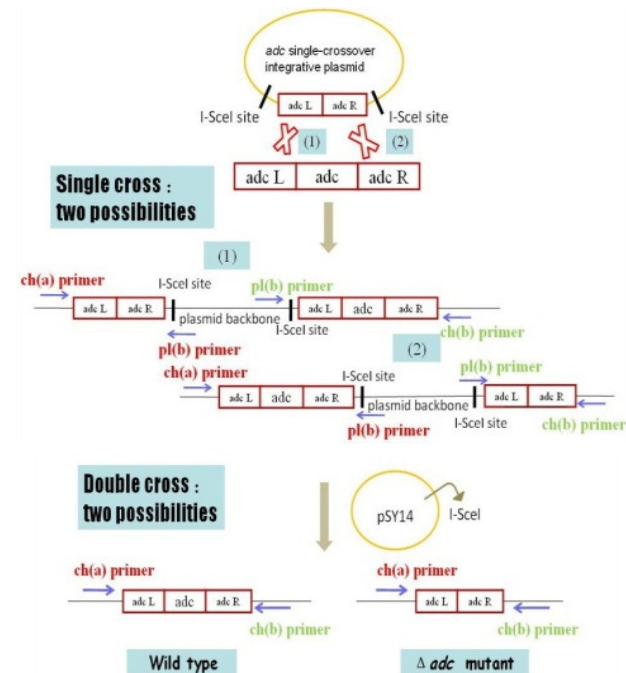 adc single-crossover
integrative plasmid
I-SceI site
adc L adc R
I-SceI site
(1) (2)
adc L adc adc R
Single cross :
two possibilities
(1)
ch(a) primer
I-SceI site
pl(b) primer
adc L adc R
plasmid backbone
I-SceI site
adc L adc adc R
pl(b) primer
ch(b) primer
(2)
ch(a) primer
I-SceI site
pl(b) primer
adc L adc adc R
plasmid backbone
adc L adc R
pl(b) primer
I-SceI site
ch(b) primer
Double cross :
two possibilities
pSY14
I-SceI
ch(a) primer
ch(a) primer
adc L adc adc R
adc L adc R
ch(b) primer
ch(b) primer
Wild type
Δ adc mutant